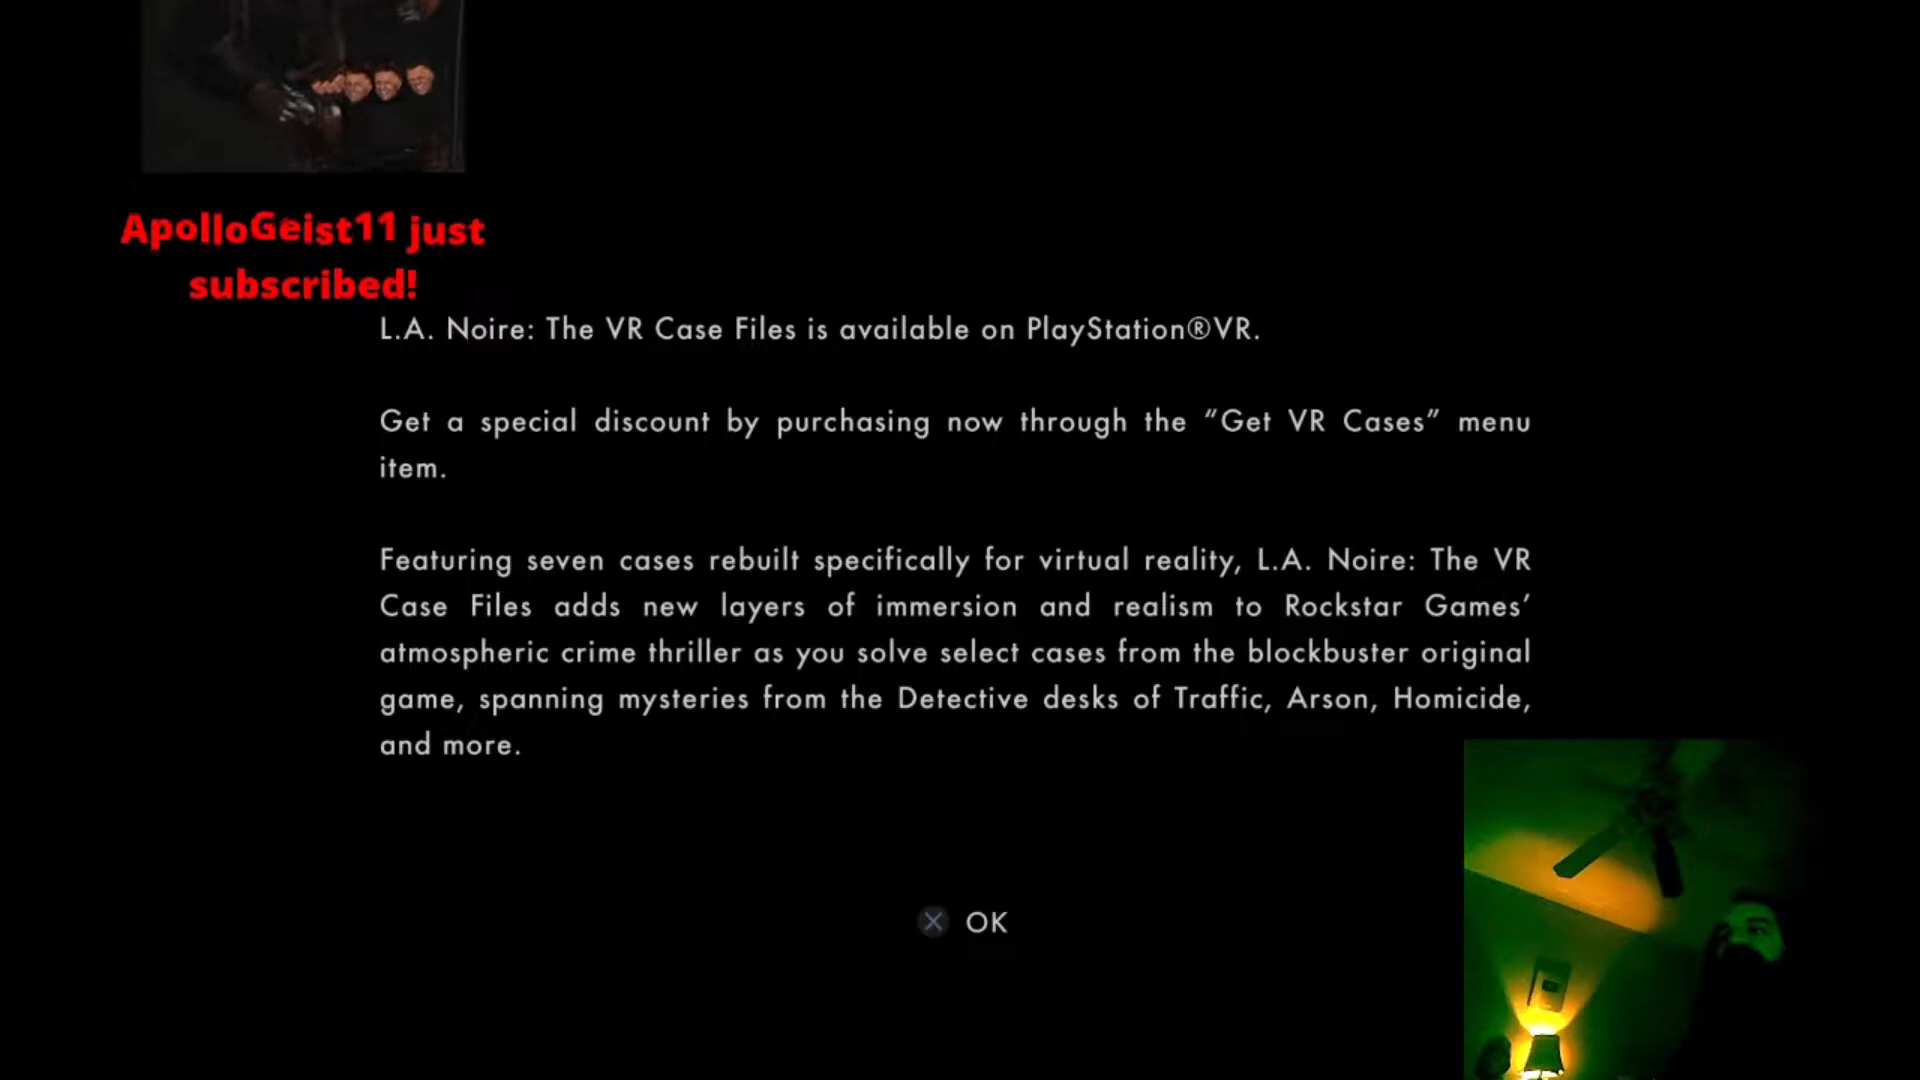 ApolloGeist11 just
subscribed!
L.A. Noire: The VR Case Files is available on PlayStation®VR.
Get a special discount by purchasing now through the “Get VR Cases” menu
item.
Featuring seven cases rebuilt specifically for virtual reality, L.A. Noire: The VR
Case Files adds new layers of immersion and realism to Rockstar Games’
atmospheric crime thriller as you solve select cases from the blockbuster original
game, spanning mysteries from the Detective desks of Traffic, Arson, Homicide,
and more.
OK